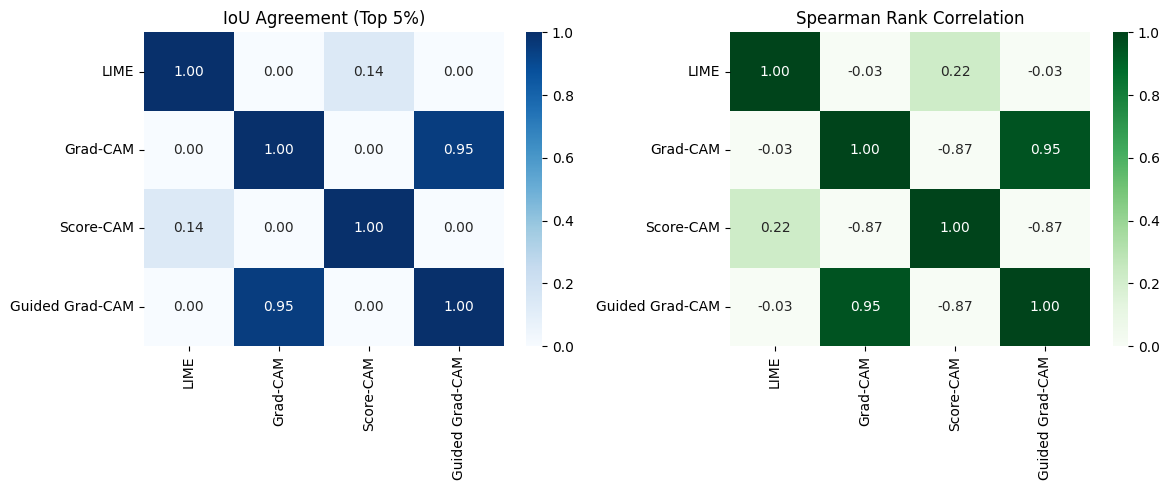 IoU Agreement (Top 5%)
LIME 1.00 0.00 0.14 0.00
Grad-CAM 0.00 1.00 0.00 0.95
Score-CAM 0.14 0.00 1.00 0.00
Guided Grad-CAM 0.00 0.95 0.00 1.00
LIME
Grad-CAM
Score-CAM
Guided Grad-CAM
1.0
0.8
0.6
0.4
0.2
0.0
Spearman Rank Correlation
LIME 1.00 -0.03 0.22 -0.03
Grad-CAM -0.03 1.00 -0.87 0.95
Score-CAM 0.22 -0.87 1.00 -0.87
Guided Grad-CAM -0.03 0.95 -0.87 1.00
LIME
Grad-CAM
Score-CAM
Guided Grad-CAM
1.0
0.8
0.6
0.4
0.2
0.0